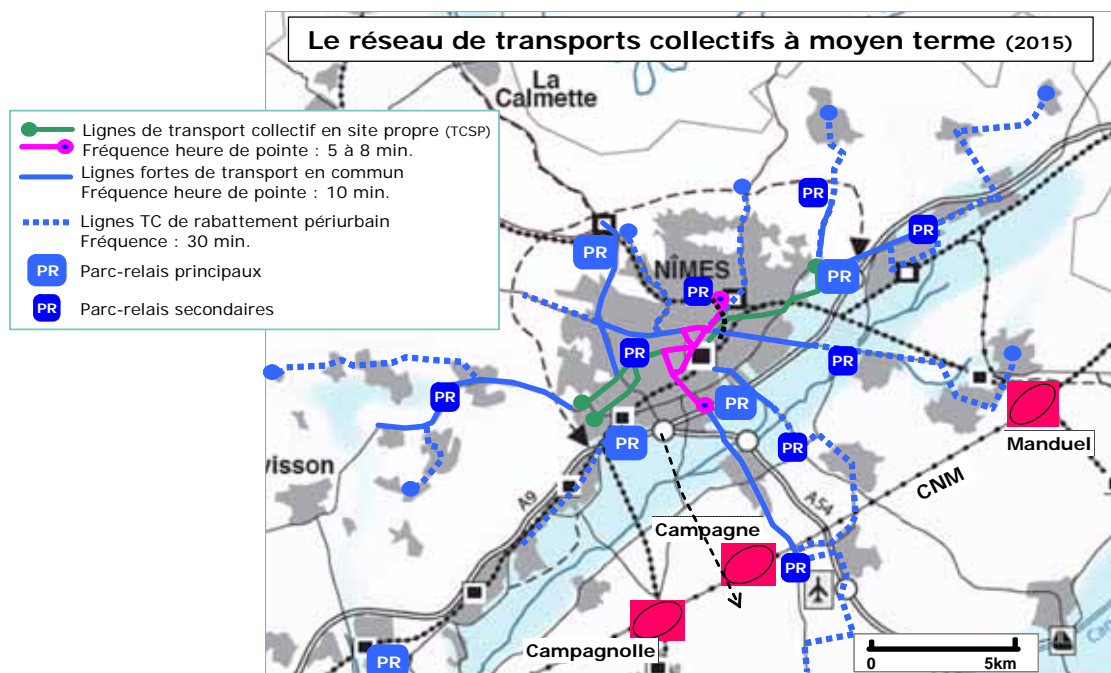 Le réseau de transports collectifs à moyen terme (2015)
La
Calmette
Lignes de transport collectif en site propre (TCSP)
Fréquence heure de pointe : 5 à 8 min.
Lignes fortes de transport en commun
Fréquence heure de pointe : 10 min.
Lignes TC de rabattement périurbain
Fréquence : 30 min.
PR Parc-relais principaux
PR Parc-relais secondaires
PR
PR
PR
NÎMES
PR
PR
PR
PR
PR
PR
PR
Manduel
PR
PR
visson
CNM
A9
A54
Campagne
PR
Campagnolle
PR
0 5km